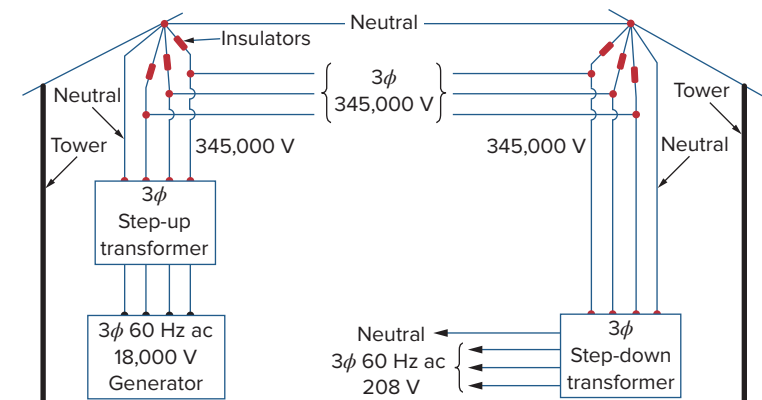 Neutral
Insulators
3ϕ
345,000 V
Neutral
Tower
345,000 V
3ϕ
Step-up
transformer
3ϕ 60 Hz ac
18,000 V
Generator
345,000 V
Tower
Neutral
3ϕ
Step-down
transformer
Neutral
3ϕ 60 Hz ac
208 V